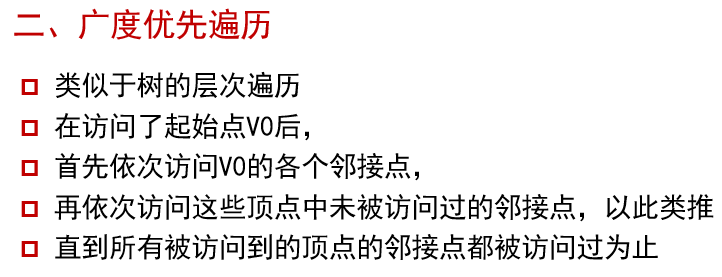 二、广度优先遍历
类似于树的层次遍历
在访问了起始点V0后，
首先依次访问V0的各个邻接点，
再依次访问这些顶点中未被访问过的邻接点，以此类推
直到所有被访问到的顶点的邻接点都被访问过为止